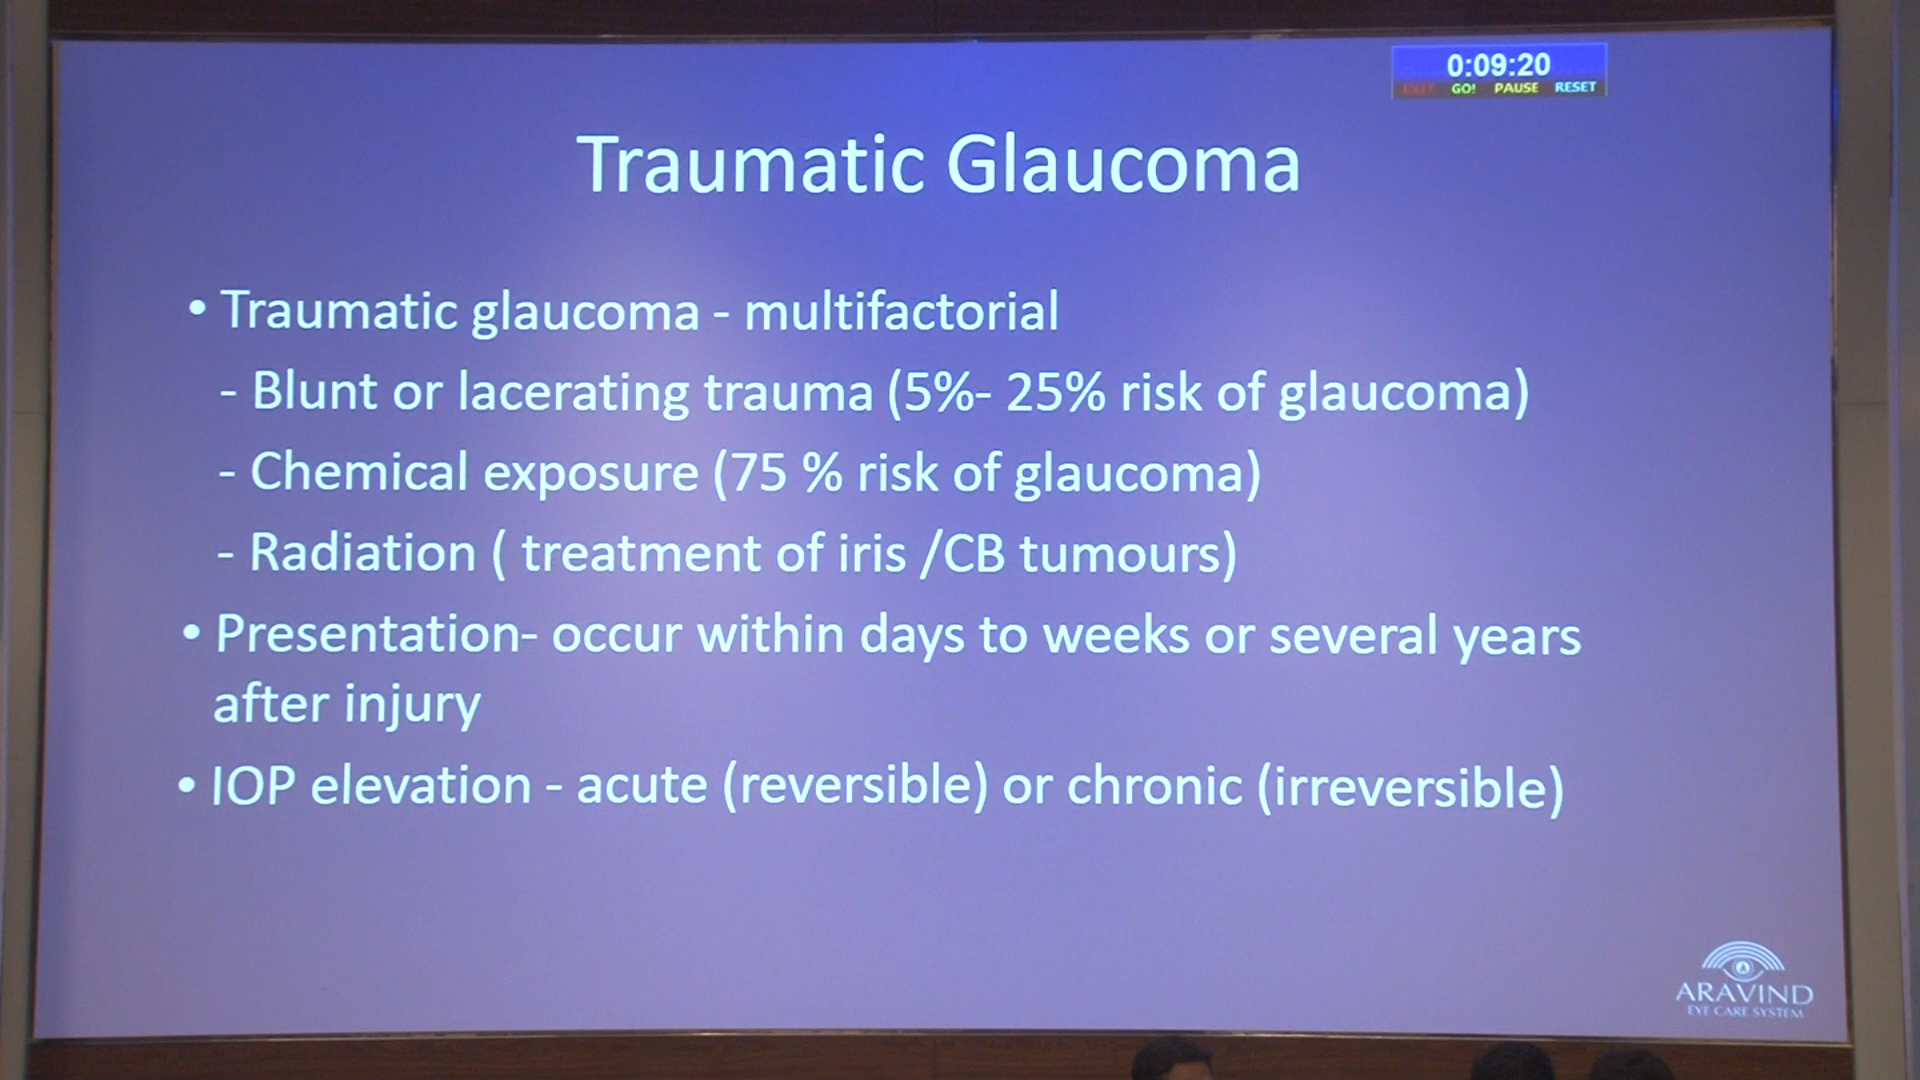 0:09:20
EXIT GO! PAUSE RESET
Traumatic Glaucoma
• Traumatic glaucoma - multifactorial
- Blunt or lacerating trauma (5%- 25% risk of glaucoma)
- Chemical exposure (75 % risk of glaucoma)
- Radiation ( treatment of iris /CB tumours)
• Presentation- occur within days to weeks or several years
after injury
• IOP elevation - acute (reversible) or chronic (irreversible)
ARAVIND
EYE CARE SYSTEM